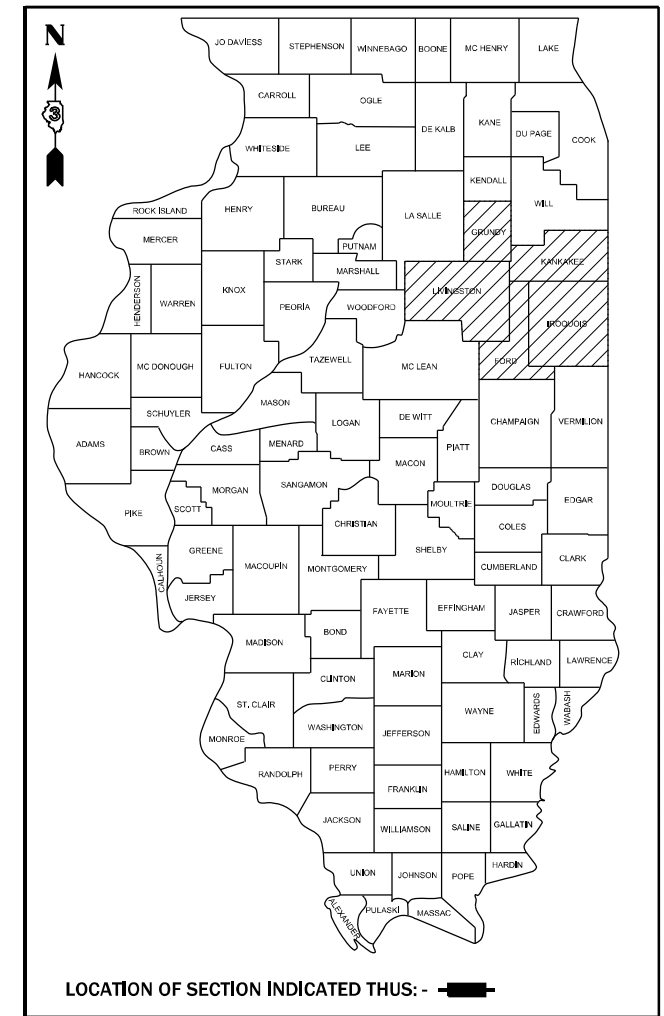 N
3
JO DAVIESS STEPHENSON WINNEBAGO BOONE MC HENRY LAKE
CARROLL OGLE DE KALB KANE DU PAGE COOK
WHITESIDE LEE KENDALL WILL
ROCK ISLAND HENRY BUREAU LA SALLE GRUNDY
MERCER PUTNAM KANKAKEE
HENDERSON WARREN KNOX STARK MARSHALL LIVINGSTON IROQUOIS
PEORIA WOODFORD
HANCOCK MC DONOUGH FULTON TAZEWELL MC LEAN FORD
SCHUYLER MASON LOGAN DE WITT CHAMPAIGN VERMILION
ADAMS BROWN CASS MENARD MACON PIATT
PIKE SCOTT MORGAN SANGAMON CHRISTIAN MOULTRIE DOUGLAS EDGAR
COLES
CALHOUN GREENE MACOUPIN MONTGOMERY SHELBY CUMBERLAND CLARK
JERSEY FAYETTE EFFINGHAM JASPER CRAWFORD
MADISON BOND CLAY RICHLAND LAWRENCE
CLINTON MARION
ST. CLAIR WASHINGTON WAYNE EDWARDS WABASH
MONROE JEFFERSON
RANDOLPH PERRY HAMILTON WHITE
FRANKLIN
JACKSON WILLIAMSON SALINE GALLATIN
UNION JOHNSON POPE HARDIN
ALEXANDER PULASKI MASSAC
LOCATION OF SECTION INDICATED THUS: -